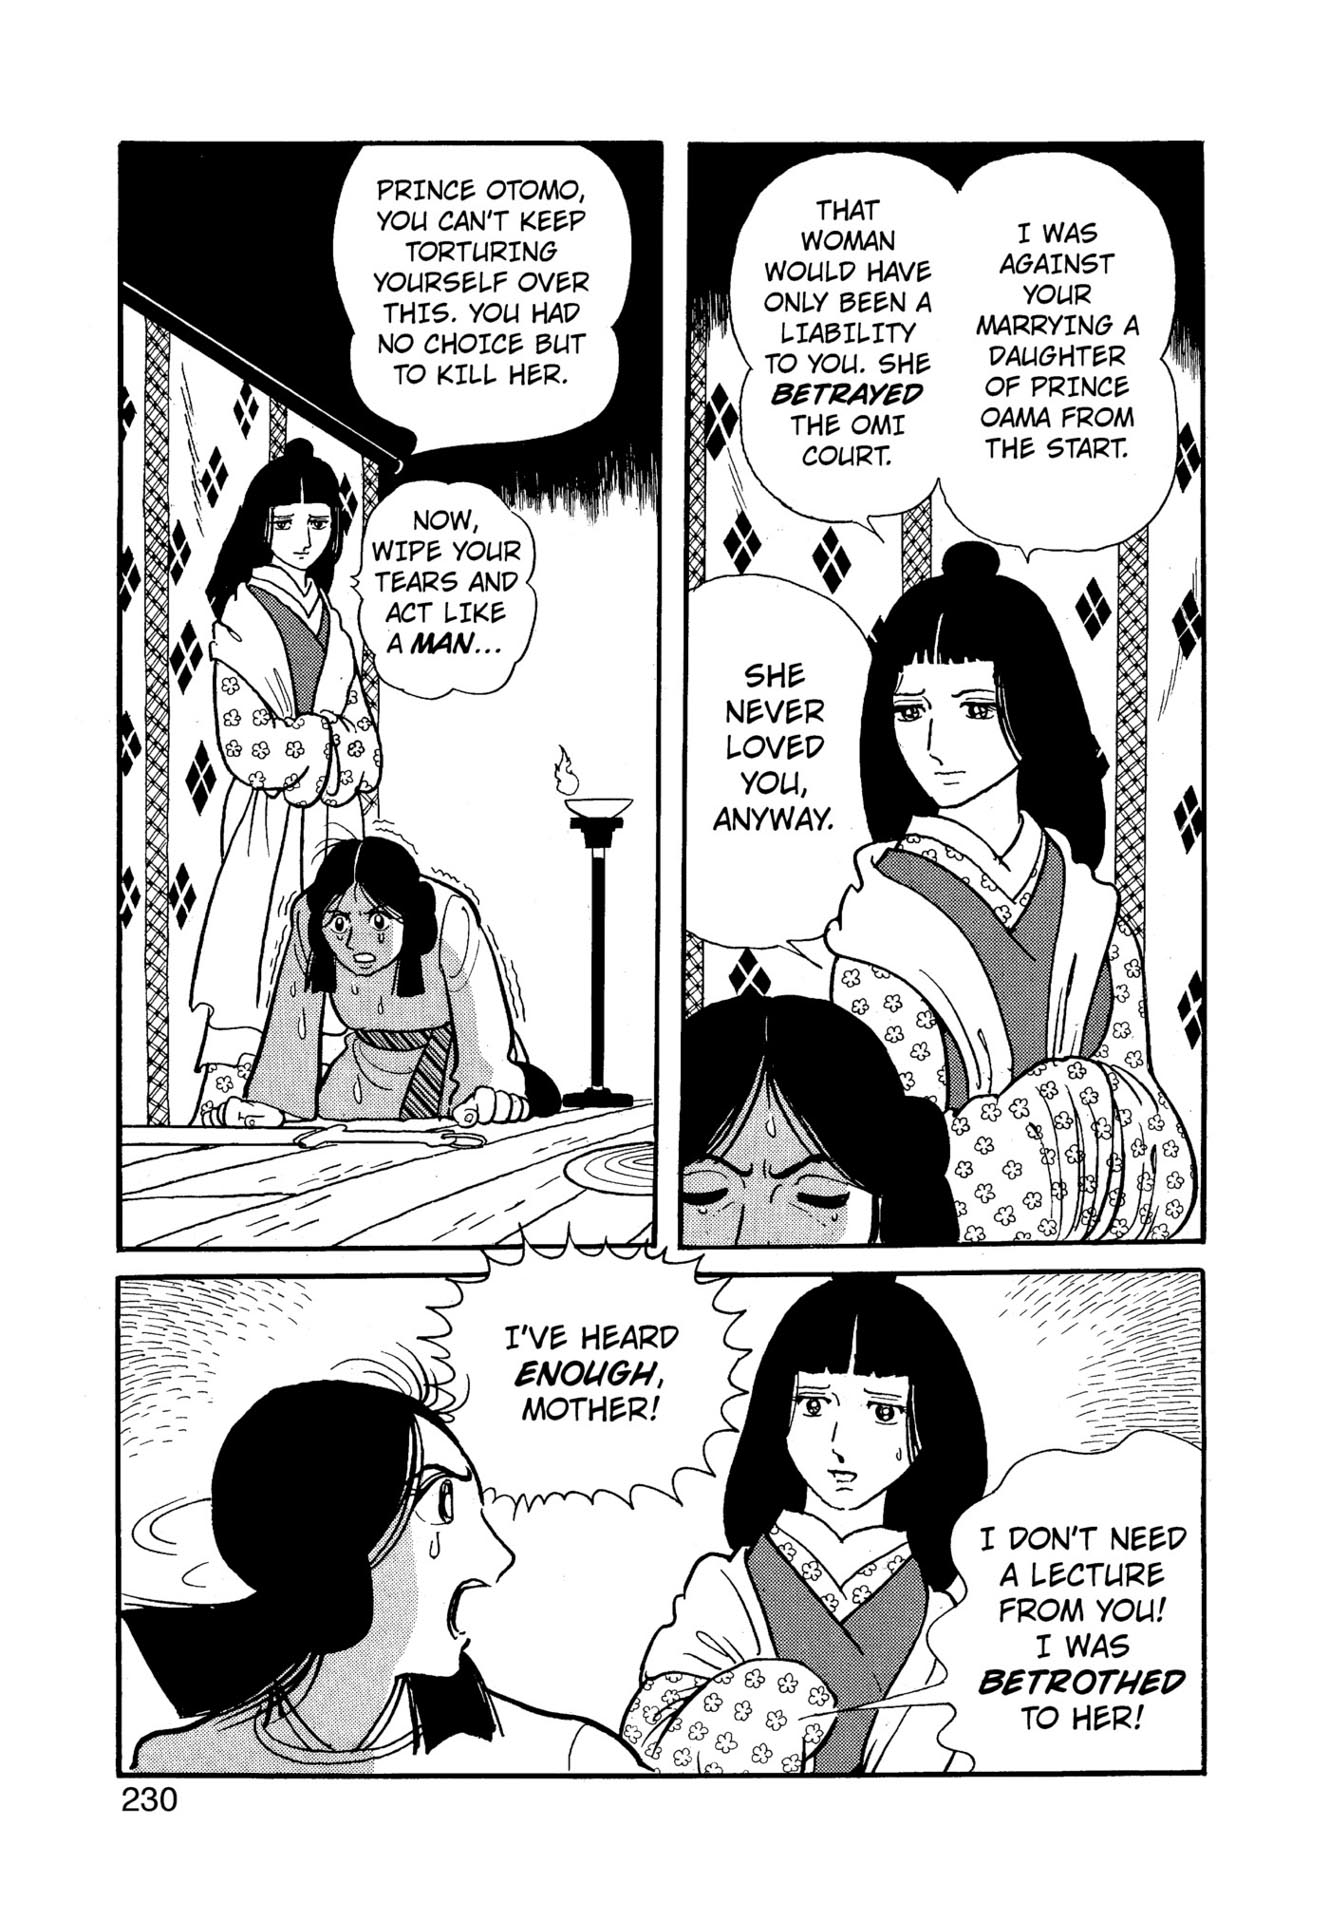 PRINCE OTOMO,
YOU CAN'T KEEP
TORTURING
YOURSELF OVER
THIS. YOU HAD
NO CHOICE BUT
TO KILL HER.
NOW,
WIPE YOUR
TEARS AND
ACT LIKE
A MAN...
I WAS
AGAINST
YOUR
MARRYING A
DAUGHTER
OF PRINCE
OAMA FROM
THE START.
THAT
WOMAN
WOULD HAVE
ONLY BEEN A
LIABILITY
TO YOU. SHE
BETRAYED
THE OMI
COURT.
SHE
NEVER
LOVED
YOU,
ANYWAY.
I'VE HEARD
ENOUGH,
MOTHER!
I DON'T NEED
A LECTURE
FROM YOU!
I WAS
BETROTHED
TO HER!
230